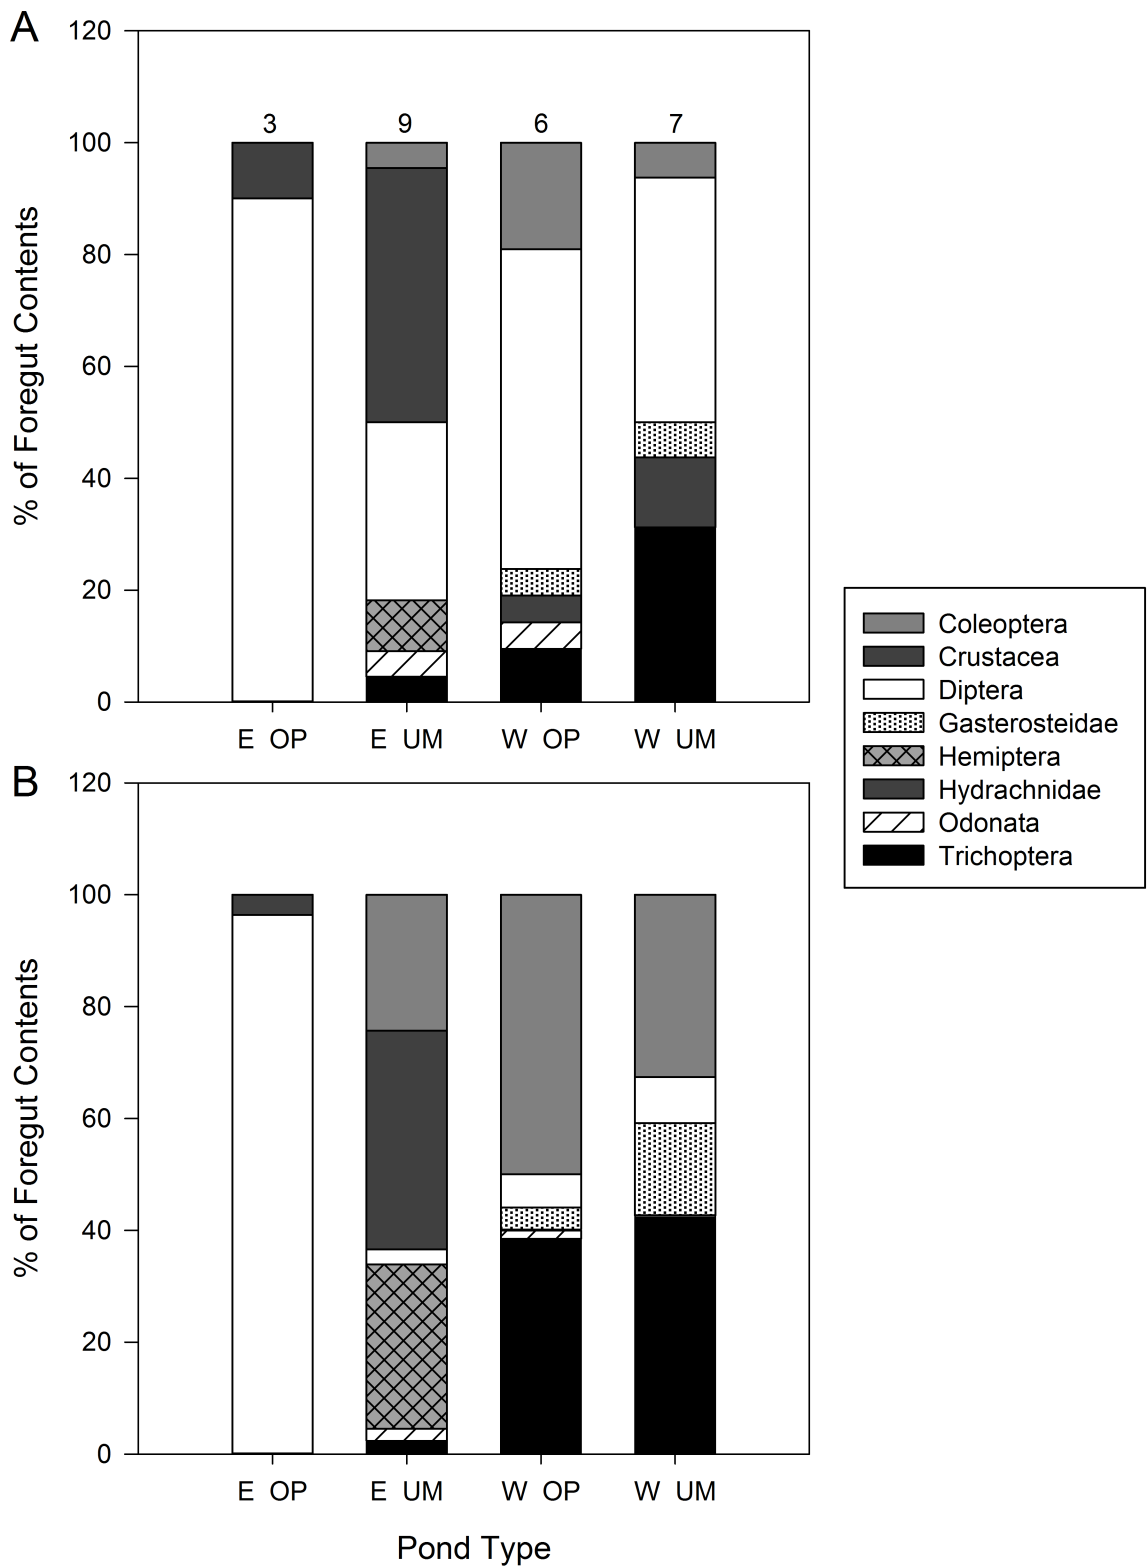 A
120
100
80
60
40
20
0
% of Foregut Contents
3 9 6 7
E OP E UM W OP W UM
Coleoptera
Crustacea
Diptera
Gasterosteidae
Hemiptera
Hydrachnidae
Odonata
Trichoptera
B
120
100
80
60
40
20
0
% of Foregut Contents
E OP E UM W OP W UM
Pond Type